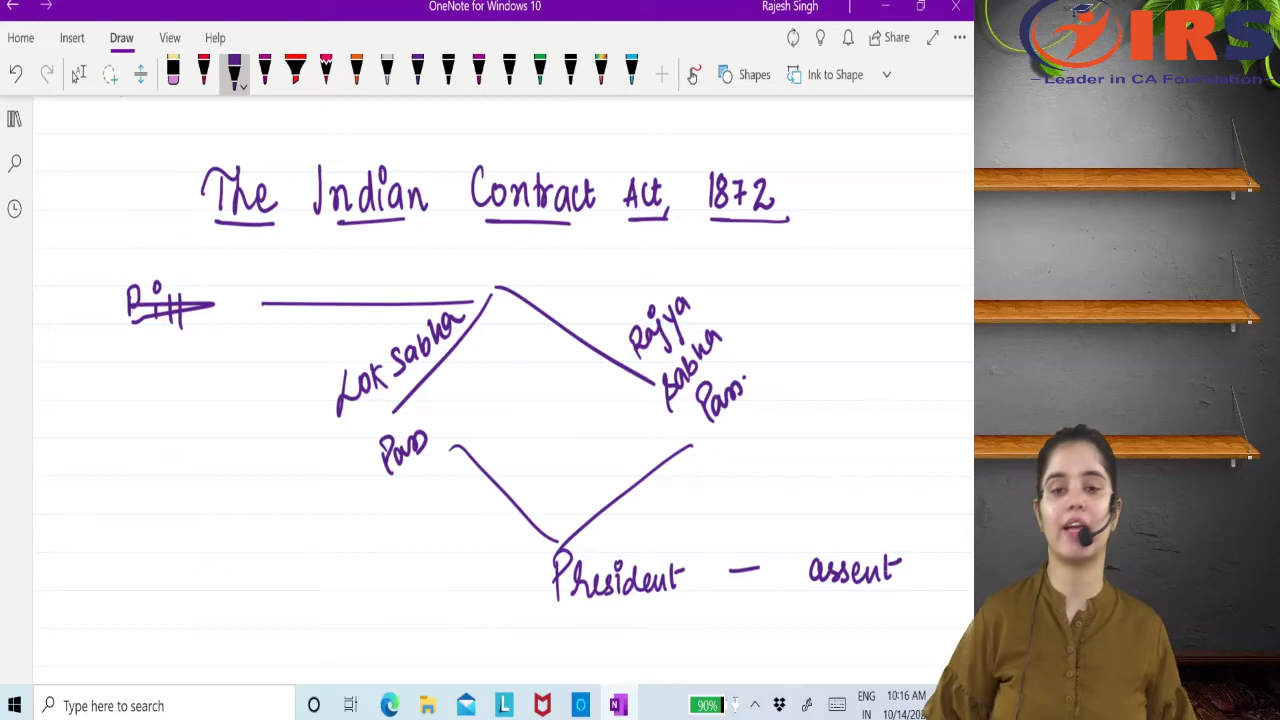 OneNote for Windows 10
Rajesh Singh
IRS
Leader in CA Foundation
Home Insert Draw View Help
Share
Shapes
Ink to Shape
The Indian Contract Act, 1872
Bill
Lok Sabha
Rajya
Sabha
Pass
Pass
President – assent
Type here to search
90%
ENG
IN
10:16 AM